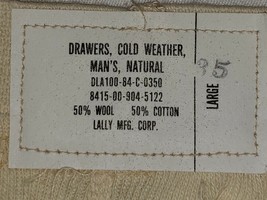 DRAWERS, COLD WEATHER,
MAN'S, NATURAL
DLA100-84-C-0350
8415-00-904-5122
50% WOOL 50% COTTON
LALLY MFG. CORP.
LARGE